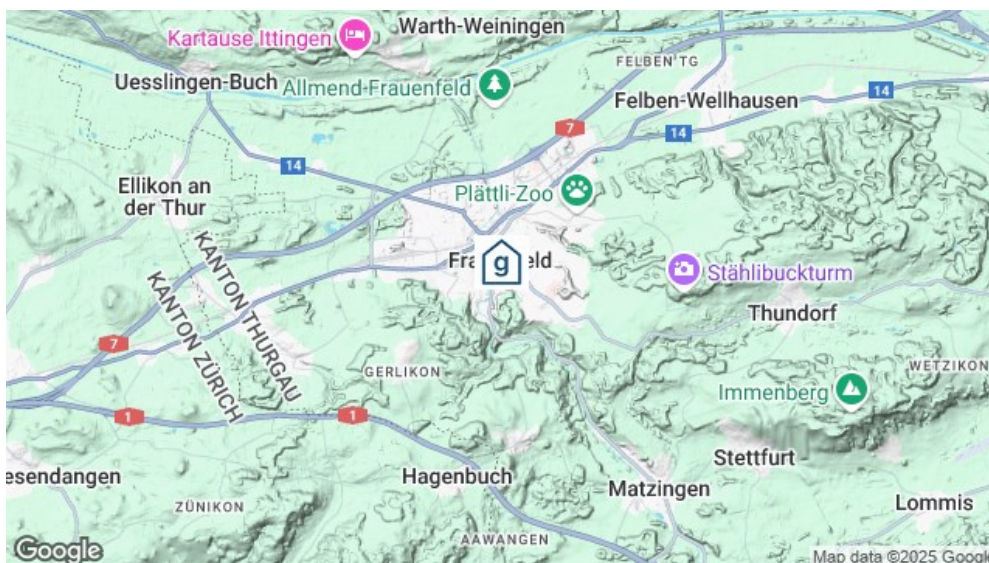 Warth-Weiningen
Kartause Ittingen
FELBEN TG
Uesslingen-Buch
Allmend Frauenfeld
14
Felben-Wellhausen
7
14
14
Ellikon an
der Thur
Plättli-Zoo
g
Stählibuckturm
KANTON THURGAU
KANTON ZÜRICH
Thundorf
7
GERLIKON
WETZIKON
Immenberg
1
1
Stettfurt
esendangen
Hagenbuch
Matzingen
ZÜNIKON
Lommis
AAWANGEN
Google
Map data ©2025 Google